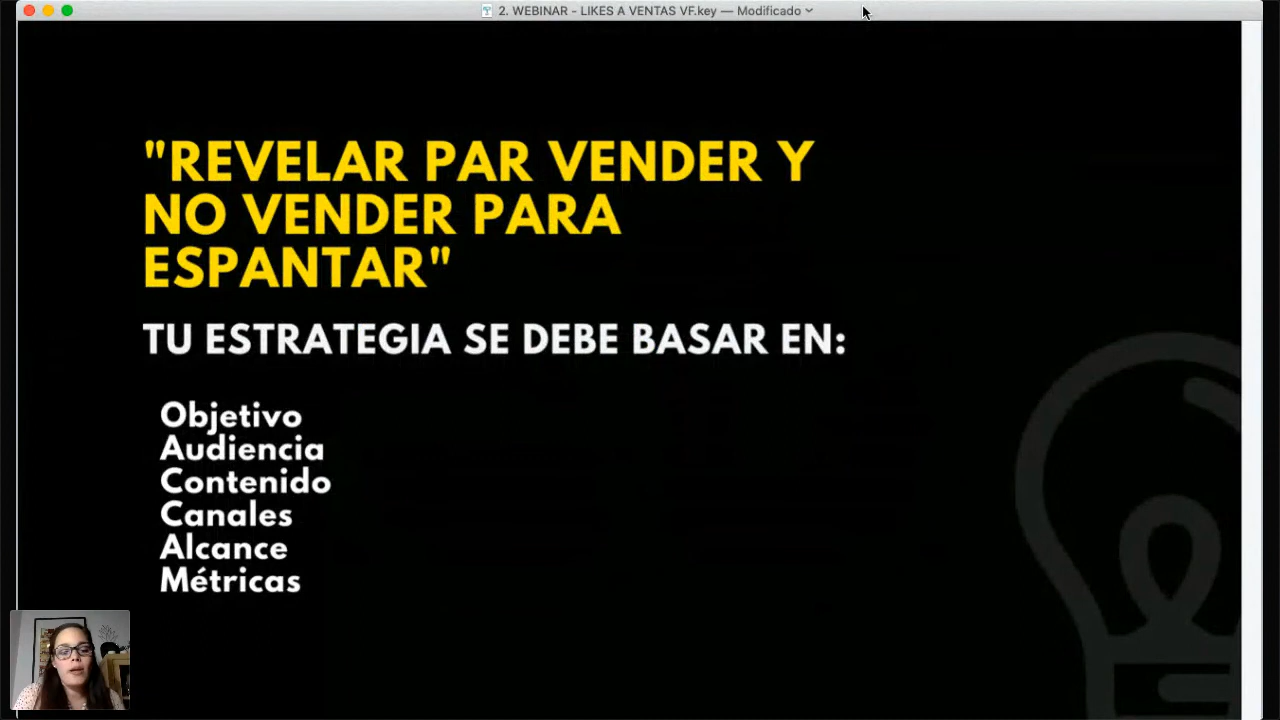 2. WEBINAR - LIKES A VENTAS VF.key — Modificado
"REVELAR PAR VENDER Y
NO VENDER PARA
ESPANTAR"
TU ESTRATEGIA SE DEBE BASAR EN:
Objetivo
Audiencia
Contenido
Canales
Alcance
Métricas